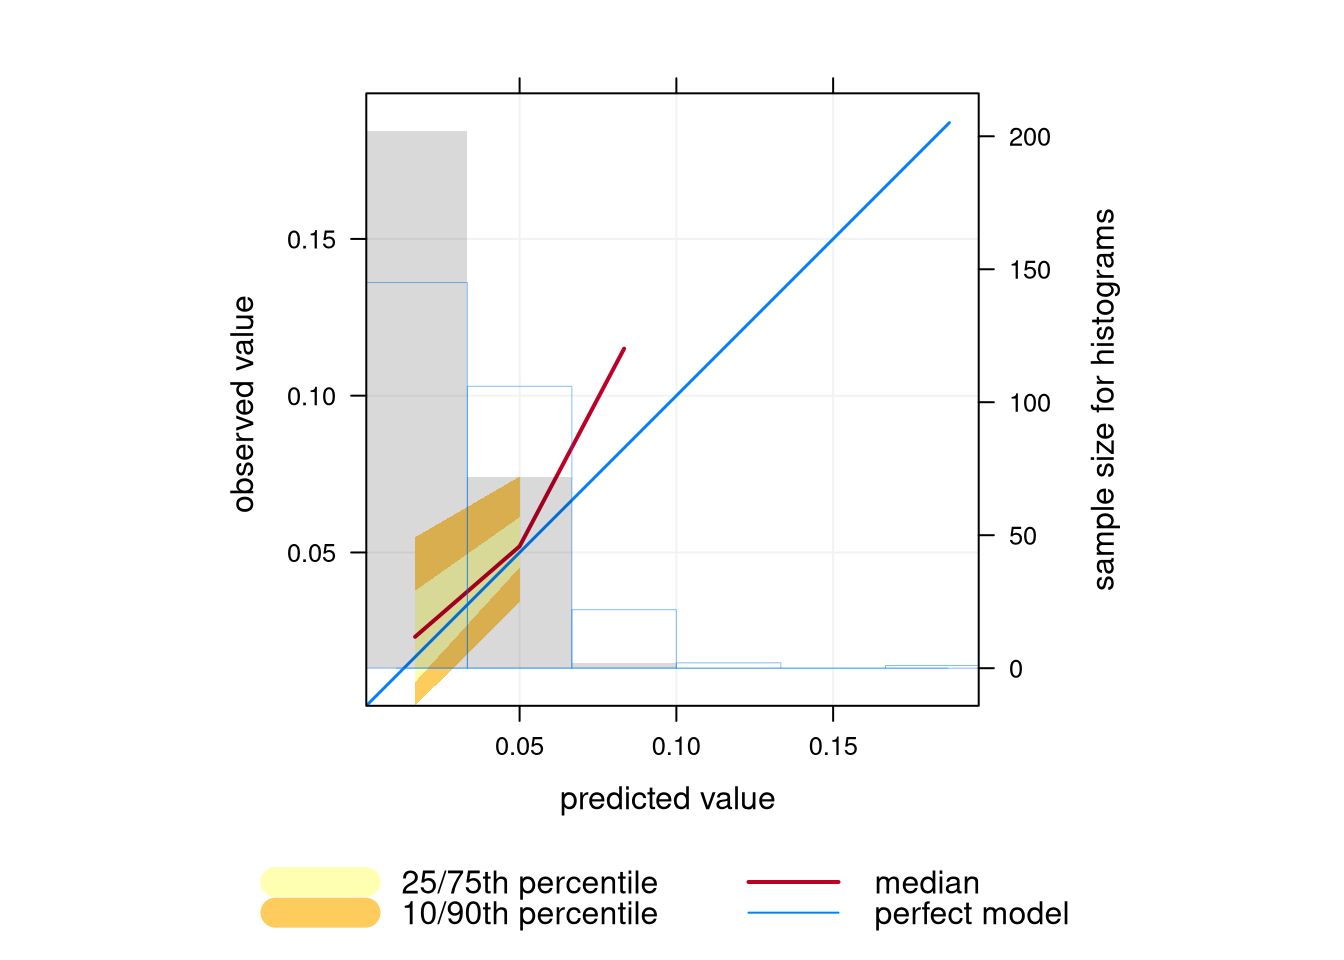 200
0.15
150
0.10
100
0.05
50
0
observed value
sample size for histograms
0.05
0.10
0.15
predicted value
25/75th percentile
median
10/90th percentile
perfect model